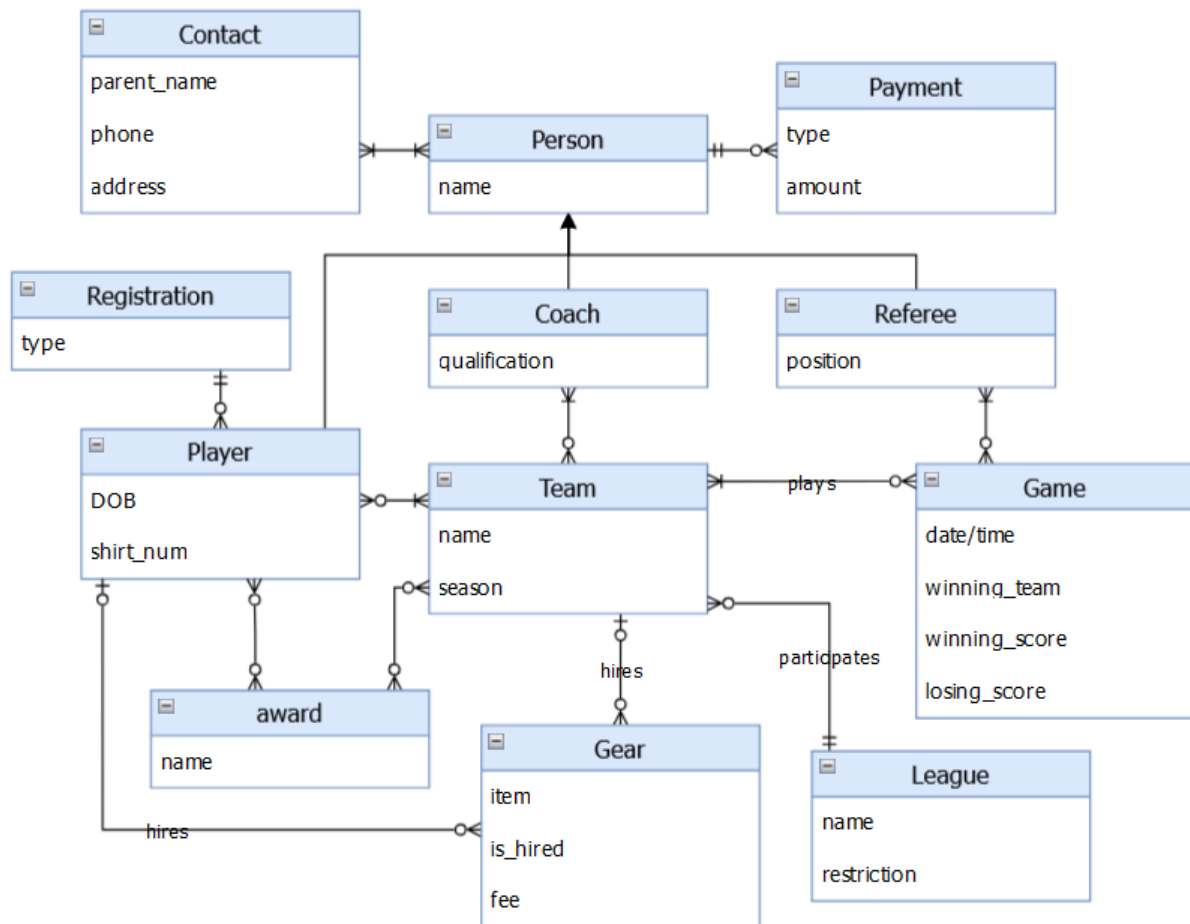 Contact
parent_name
phone
address
Person
name
Payment
type
amount
Registration
type
Coach
qualification
Referee
position
Player
DOB
shirt_num
Team
name
season
plays
Game
date/time
winning_team
winning_score
losing_score
hires
particpates
award
name
Gear
item
is_hired
fee
hires
League
name
restriction